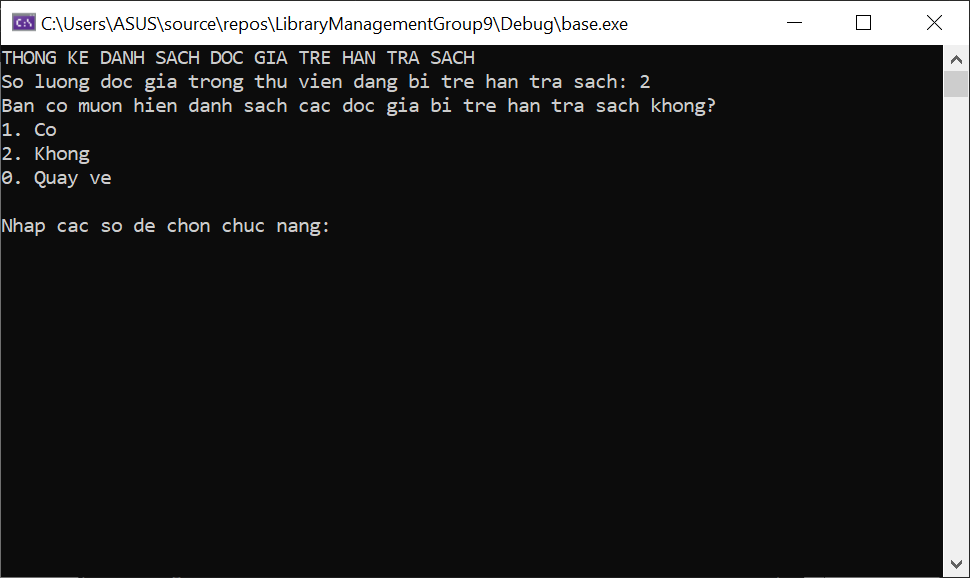 C:\Users\ASUS\source\repos\LibraryManagementGroup9\Debug\base.exe
THONG KE DANH SACH DOC GIA TRE HAN TRA SACH
So luong doc gia trong thu vien dang bi tre han tra sach: 2
Ban co muon hien danh sach cac doc gia bi tre han tra sach khong?
1. Co
2. Khong
0. Quay ve
Nhap cac so de chon chuc nang: